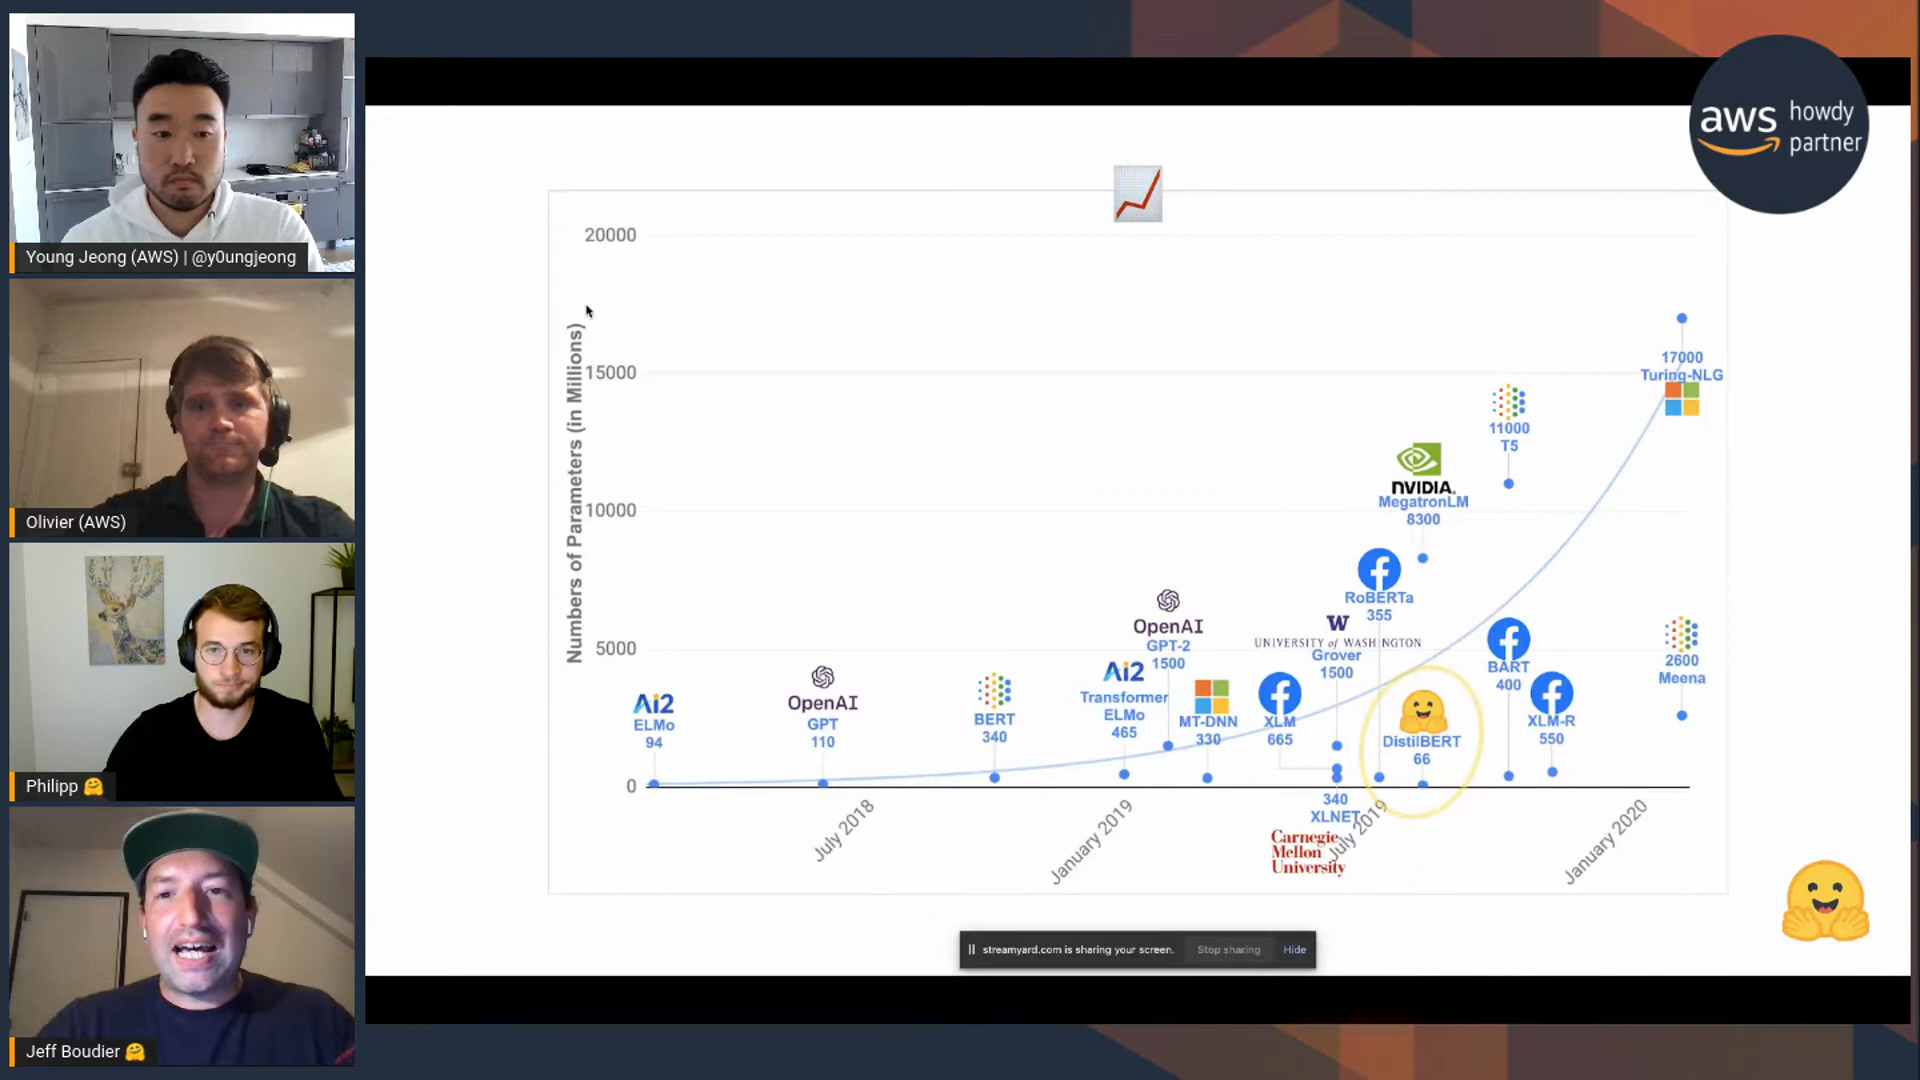 Young Jeong (AWS) | @y0ungjeong
Olivier (AWS)
Philipp 🤗
Jeff Boudier 🤗
aws howdy
partner
Numbers of Parameters (in Millions)
20000
15000
10000
5000
0
Ai2
ELMo
94
OpenAI
GPT
110
BERT
340
Ai2
Transformer
ELMo
465
OpenAI
GPT-2
1500
MT-DNN
330
XLM
665
W
UNIVERSITY of WASHINGTON
Grover
1500
340
XLNET
Carnegie
Mellon
University
RoBERTa
355
NVIDIA.
MegatronLM
8300
DistilBERT
66
11000
T5
BART
400
XLM-R
550
17000
Turing-NLG
2600
Meena
July 2018
January 2019
July 2019
January 2020
streamyard.com is sharing your screen. Stop sharing Hide